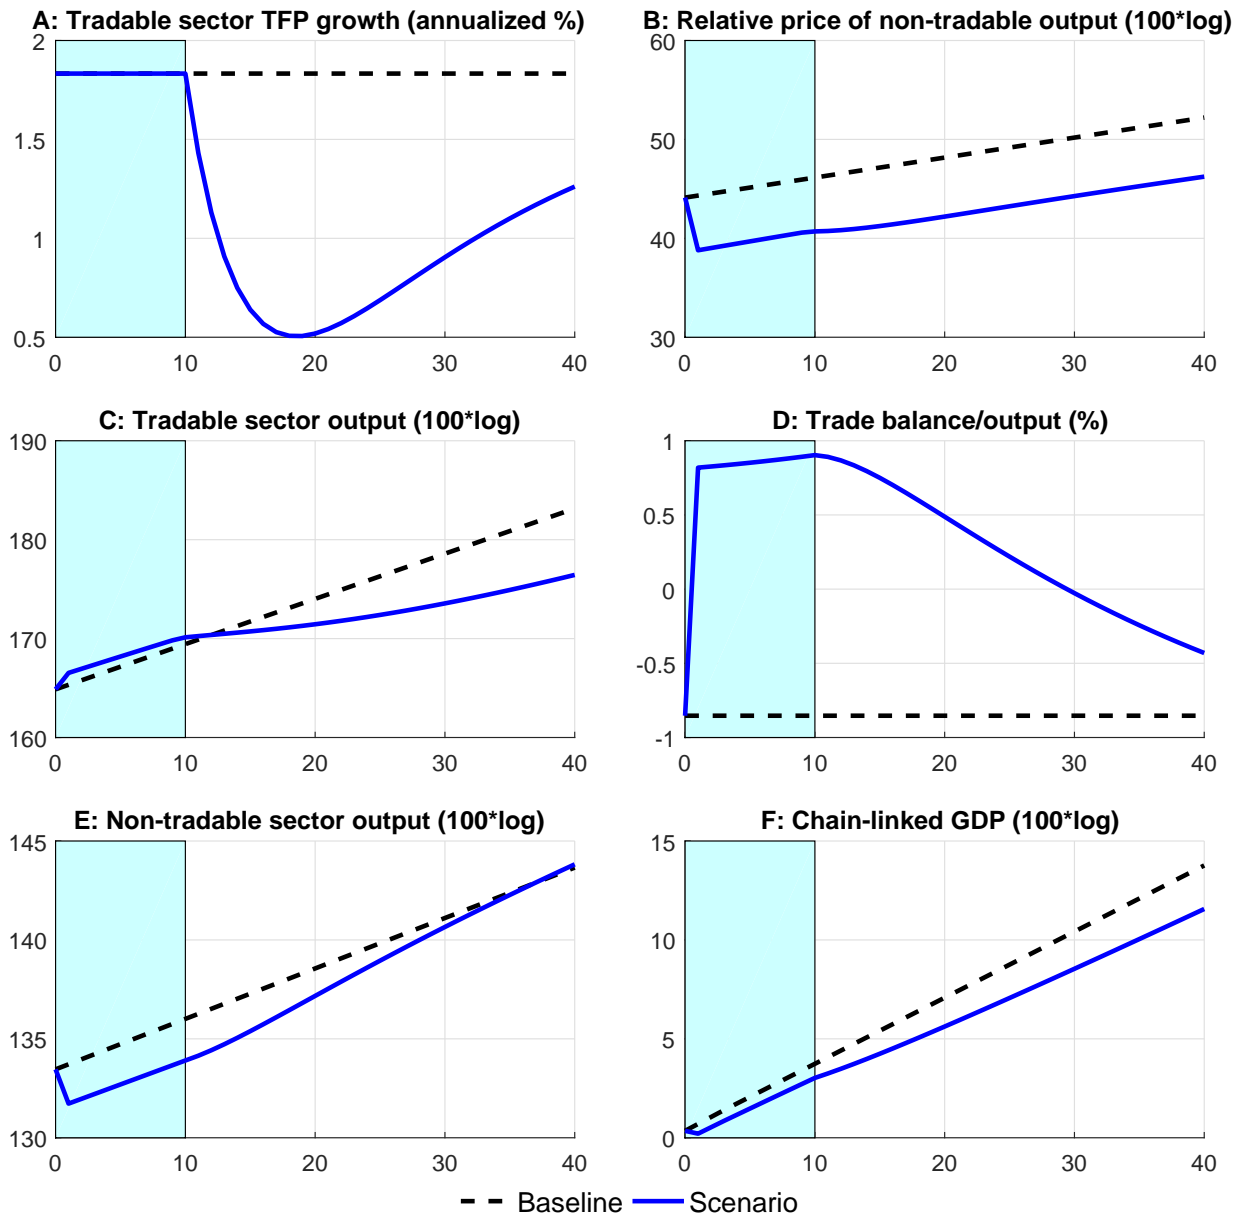 A: Tradable sector TFP growth (annualized %)
2
1.5
1
0.5
0 10 20 30 40
B: Relative price of non-tradable output (100*log)
60
50
40
30
0 10 20 30 40
C: Tradable sector output (100*log)
190
180
170
160
0 10 20 30 40
D: Trade balance/output (%)
1
0.5
0
-0.5
-1
0 10 20 30 40
E: Non-tradable sector output (100*log)
145
140
135
130
0 10 20 30 40
F: Chain-linked GDP (100*log)
15
10
5
0
0 10 20 30 40
Baseline Scenario